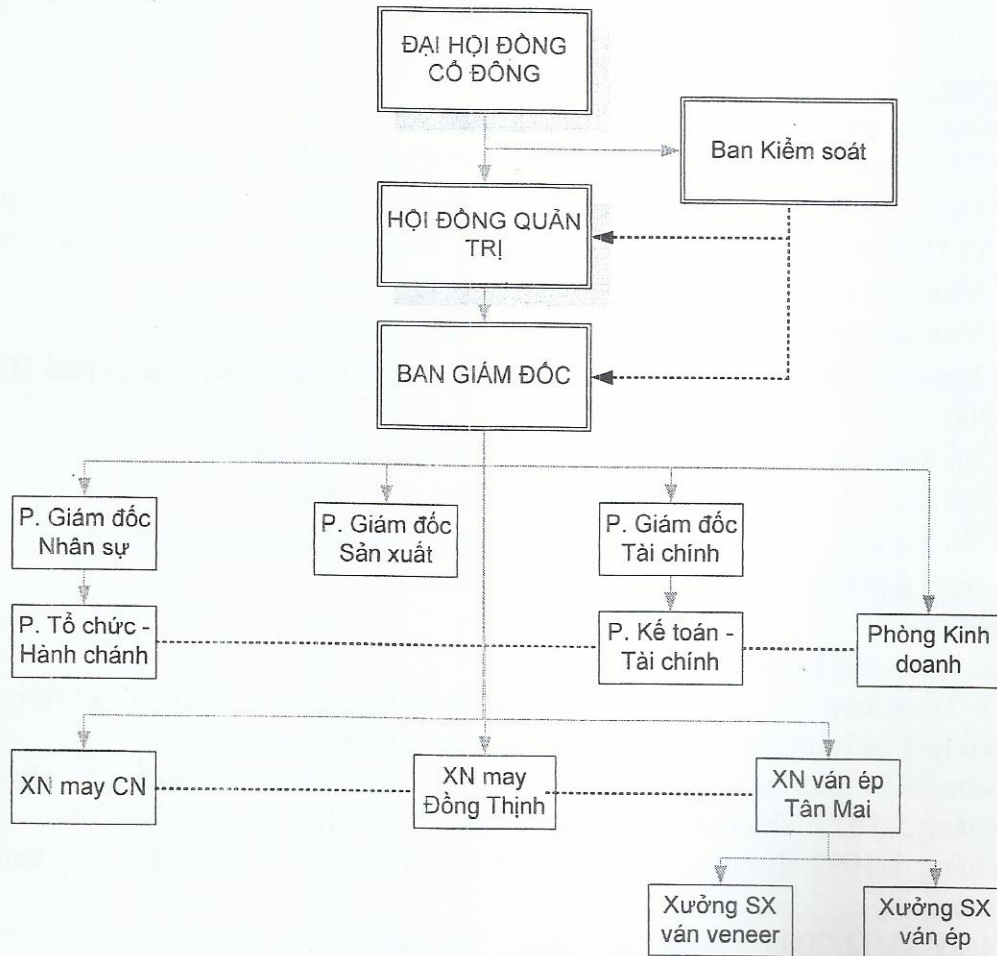 ĐẠI HỘI ĐỒNG
CỔ ĐÔNG
Ban Kiểm soát
HỘI ĐỒNG QUẢN
TRỊ
BAN GIÁM ĐỐC
P. Giám đốc
Nhân sự
P. Giám đốc
Sản xuất
P. Giám đốc
Tài chính
P. Tổ chức -
Hành chánh
P. Kế toán -
Tài chính
Phòng Kinh
doanh
XN may CN
XN may
Đồng Thịnh
XN ván ép
Tân Mai
Xưởng SX
ván veneer
Xưởng SX
ván ép